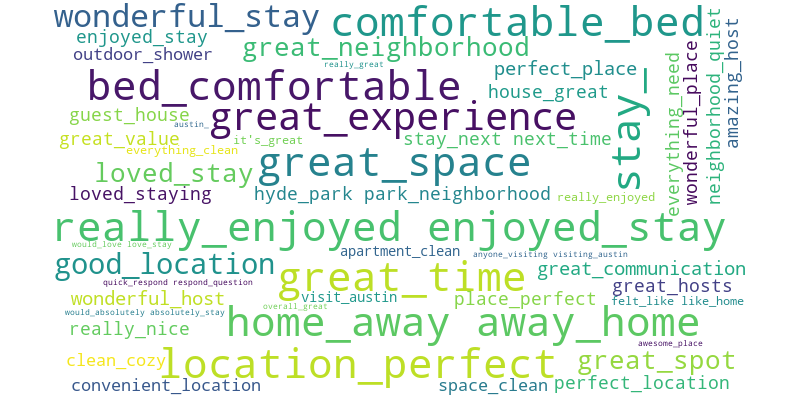 wonderful_stay
comfortable_bed
enjoyed_stay
great_neighborhood
outdoor_shower
really_great
perfect_place
bed_comfortable
house_great
guest_house
great_experience
austin_
great_value
it's_great
stay_next next_time
everything_clean
loved_stay
great_space
stay_
everything_need
wonderful_place
neighborhood_quiet
amazing_host
loved_staying
hyde_park park_neighborhood
really_enjoyed
really_enjoyed enjoyed_stay
would_love love_stay
apartment_clean
anyone_visiting visiting_austin
good_location
great_time
great_communication
quick_respond respond_question
great_hosts
wonderful_host
visit_austin
place_perfect
felt_like like_home
overall_great
would_absolutely absolutely_stay
home_away away_home
really_nice
awesome_place
clean_cozy
location_perfect
great_spot
convenient_location
space_clean
perfect_location